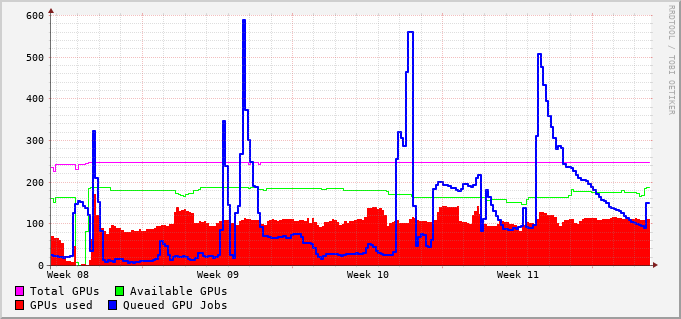 600
500
400
300
200
100
0
Week 08 Week 09 Week 10 Week 11
Total GPUs Available GPUs
GPUs used Queued GPU Jobs
RRDTOOL / TOBI OETIKER